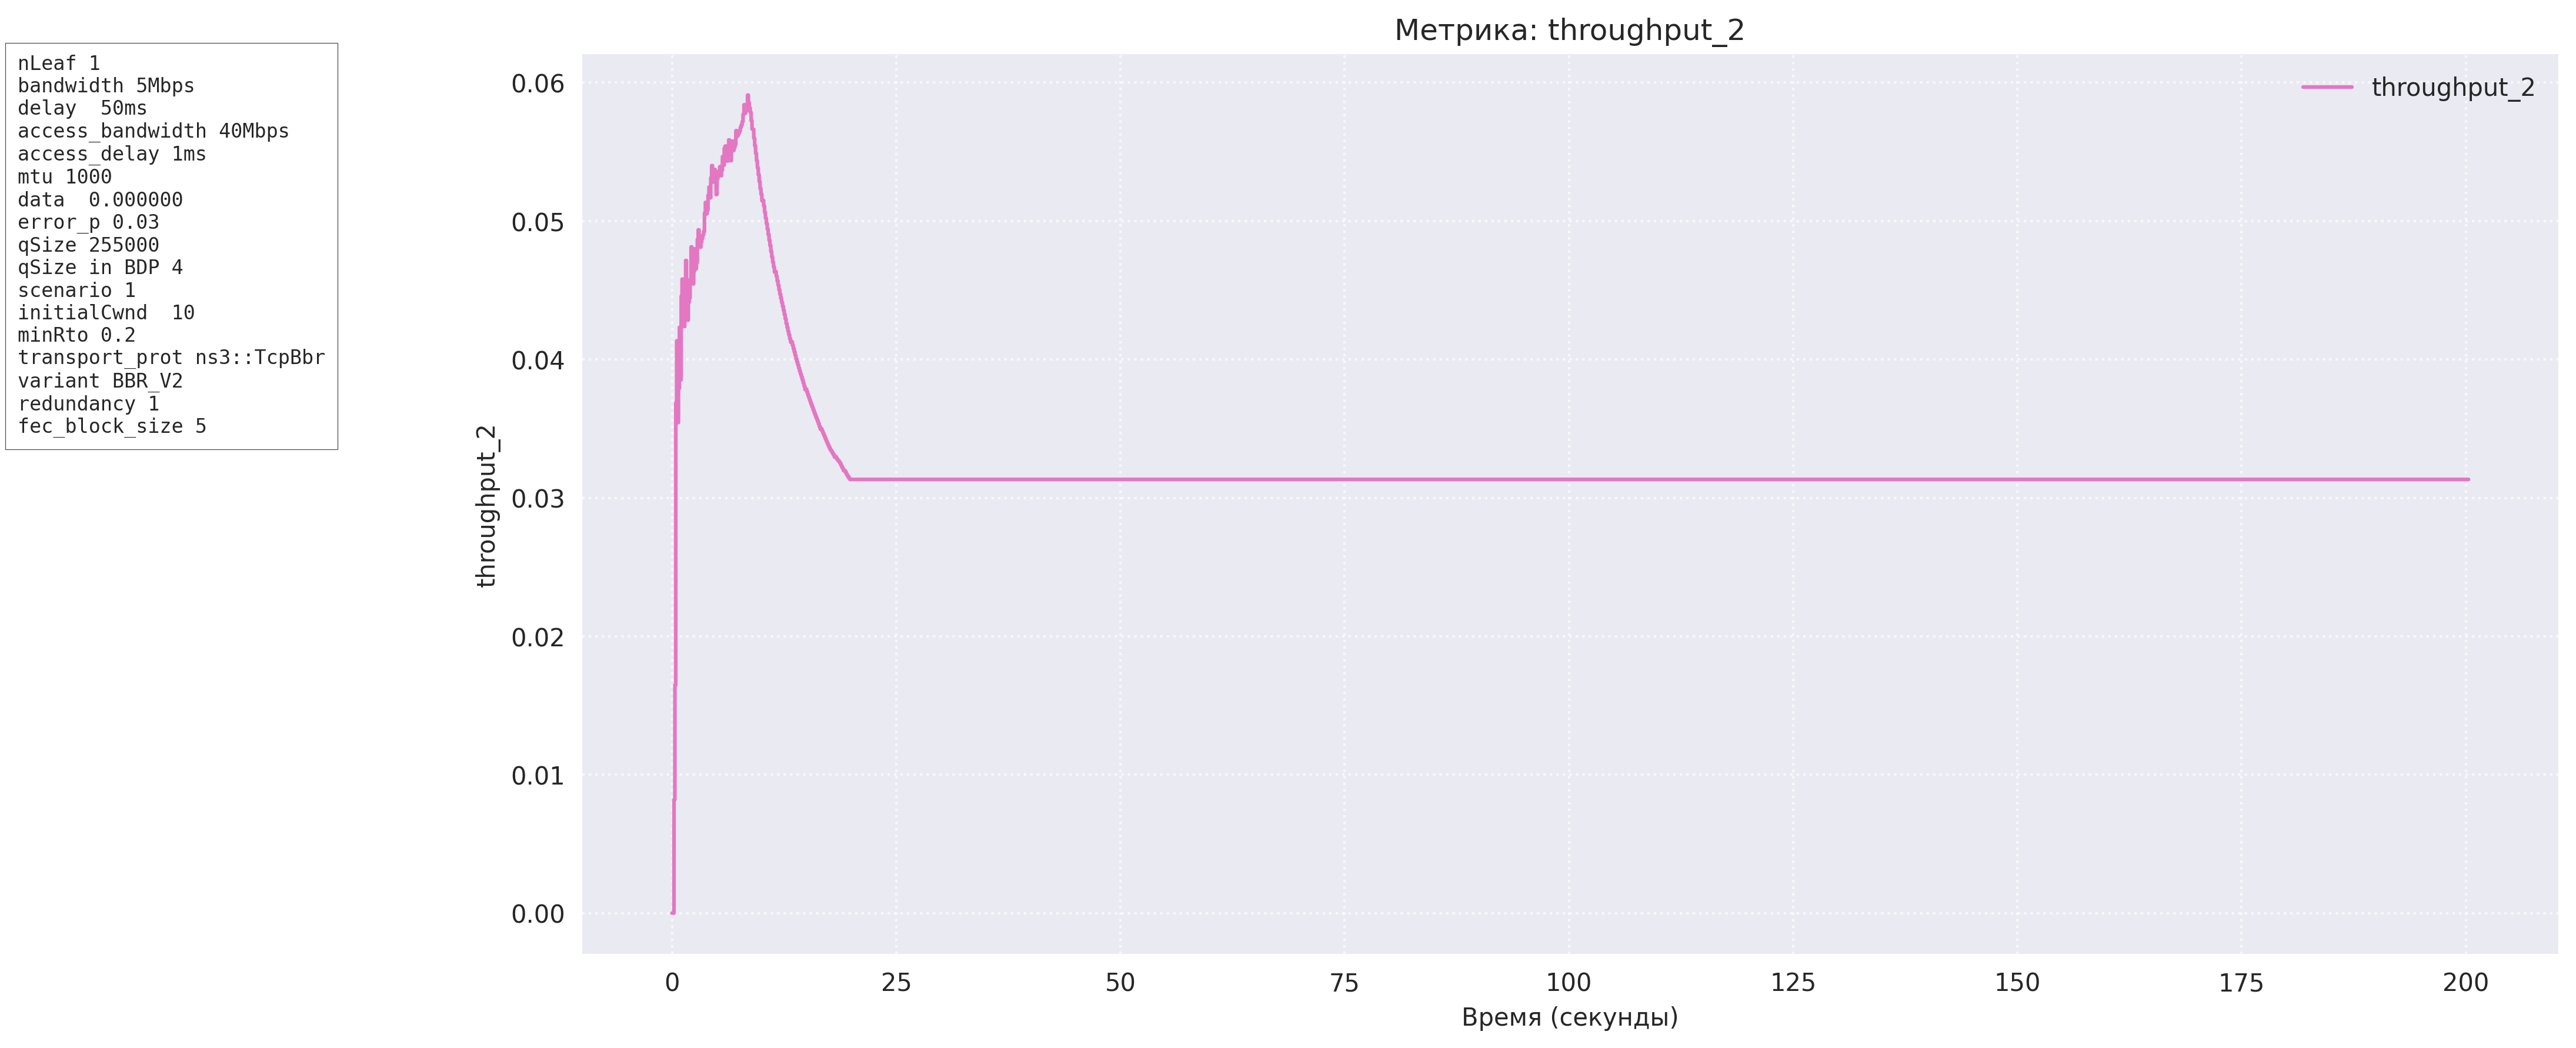 Метрика: throughput_2
nLeaf 1
bandwidth 5Mbps
delay  50ms
access_bandwidth 40Mbps
access_delay 1ms
mtu 1000
data  0.000000
error_p 0.03
qSize 255000
qSize in BDP 4
scenario 1
initialCwnd  10
minRto 0.2
transport_prot ns3::TcpBbr
variant BBR_V2
redundancy 1
fec_block_size 5
throughput_2
throughput_2
0.06
0.05
0.04
0.03
0.02
0.01
0.00
0 25 50 75 100 125 150 175 200
Время (секунды)